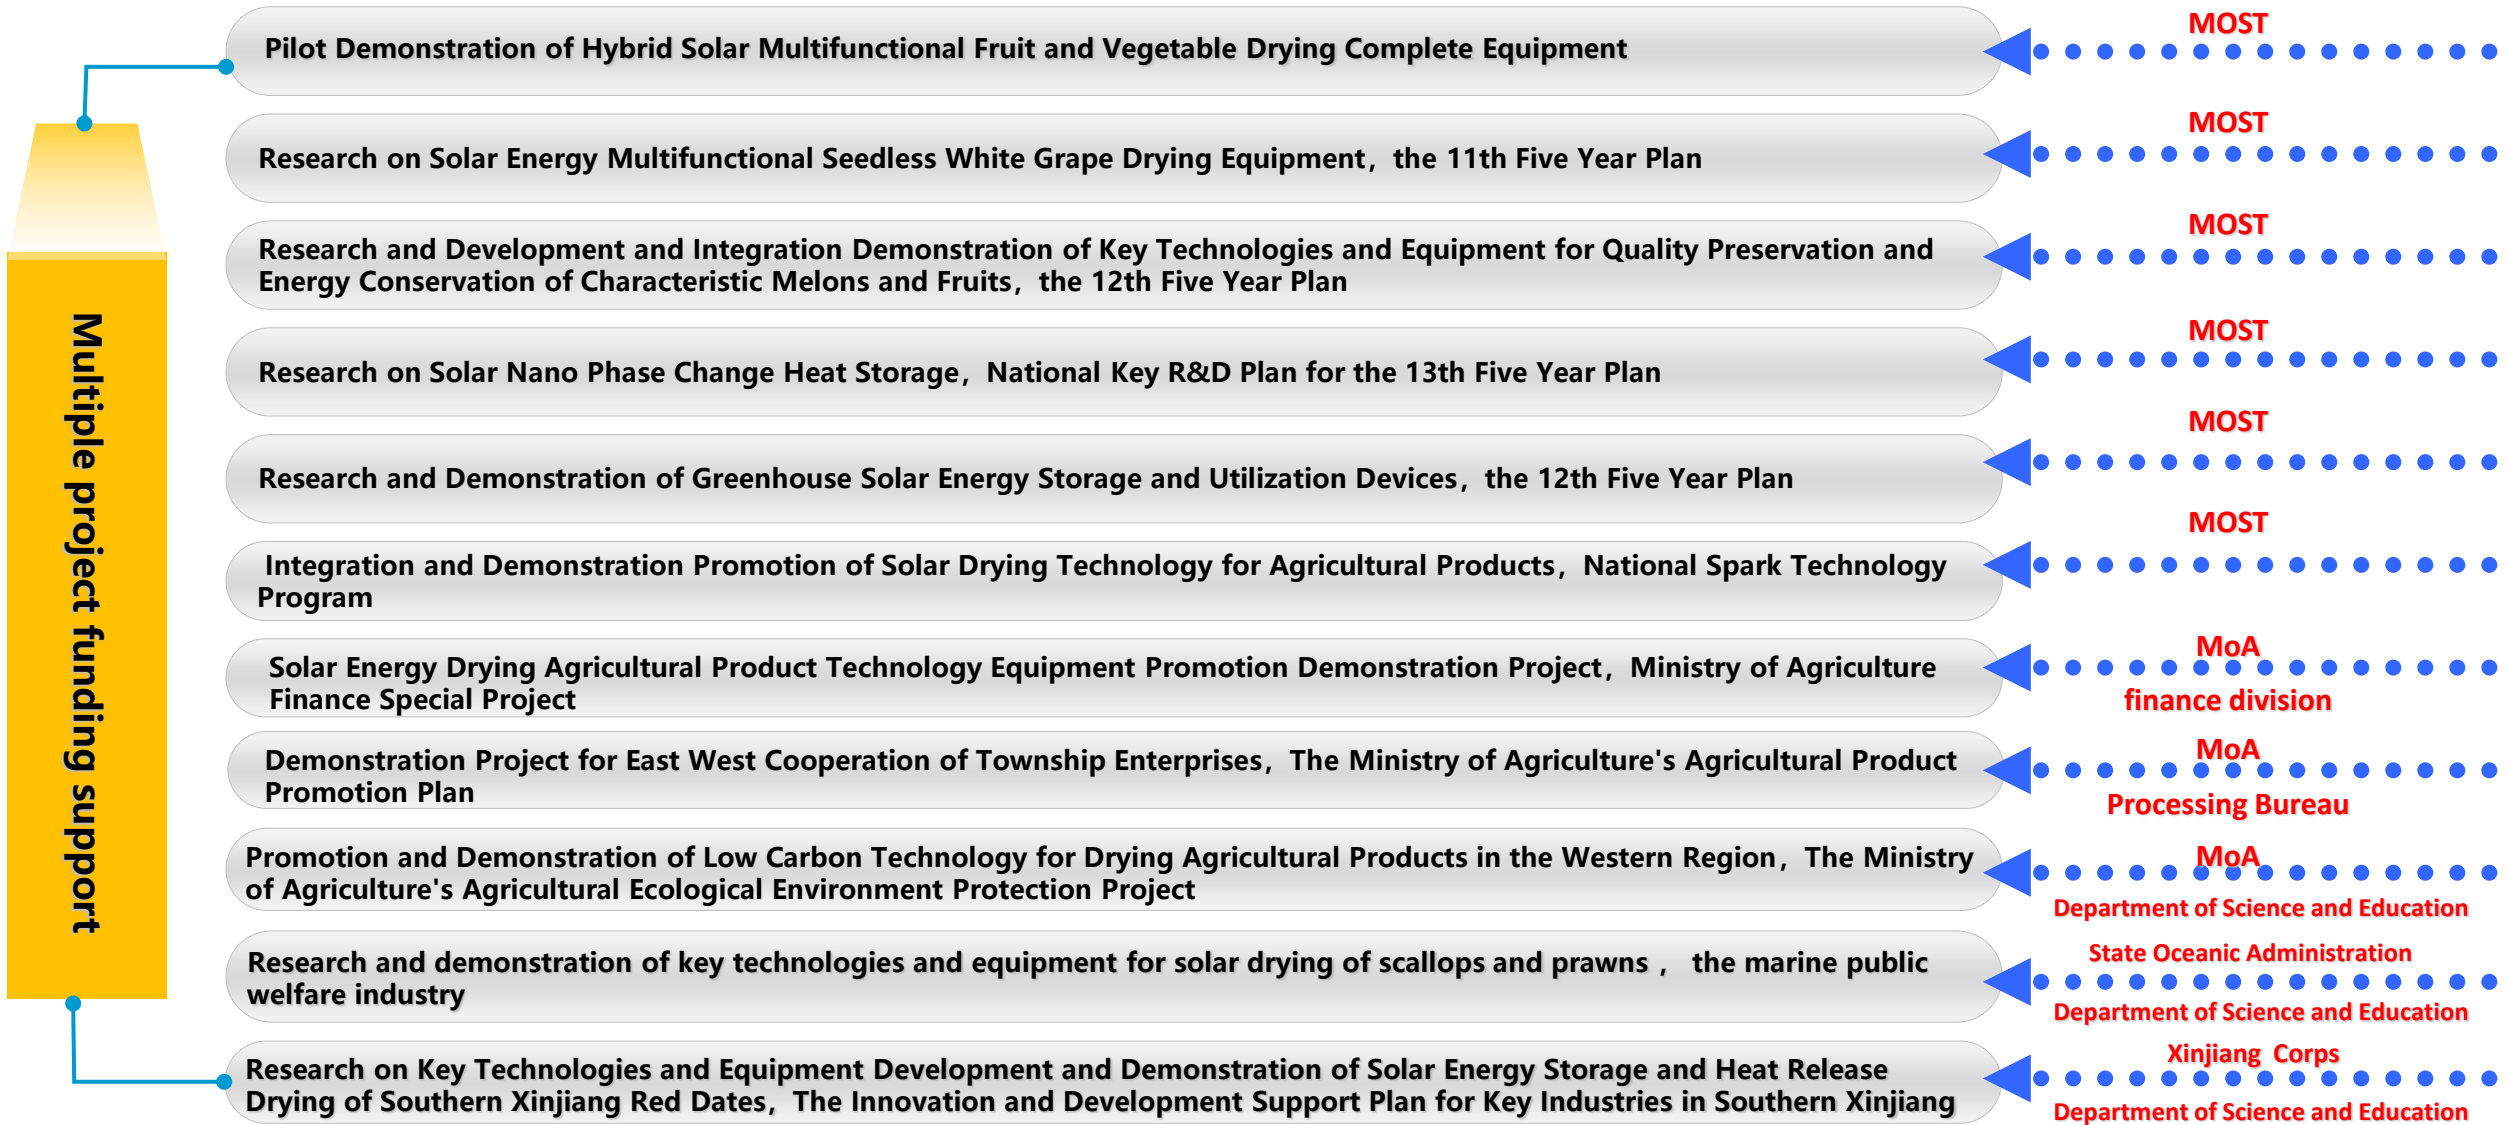 Multiple project funding support
Pilot Demonstration of Hybrid Solar Multifunctional Fruit and Vegetable Drying Complete Equipment
MOST
Research on Solar Energy Multifunctional Seedless White Grape Drying Equipment，the 11th Five Year Plan
MOST
Research and Development and Integration Demonstration of Key Technologies and Equipment for Quality Preservation and
Energy Conservation of Characteristic Melons and Fruits，the 12th Five Year Plan
MOST
Research on Solar Nano Phase Change Heat Storage，National Key R&D Plan for the 13th Five Year Plan
MOST
Research and Demonstration of Greenhouse Solar Energy Storage and Utilization Devices，the 12th Five Year Plan
MOST
Integration and Demonstration Promotion of Solar Drying Technology for Agricultural Products，National Spark Technology
Program
MOST
Solar Energy Drying Agricultural Product Technology Equipment Promotion Demonstration Project，Ministry of Agriculture
Finance Special Project
MoA
finance division
Demonstration Project for East West Cooperation of Township Enterprises，The Ministry of Agriculture's Agricultural Product
Promotion Plan
MoA
Processing Bureau
Promotion and Demonstration of Low Carbon Technology for Drying Agricultural Products in the Western Region，The Ministry
of Agriculture's Agricultural Ecological Environment Protection Project
MoA
Department of Science and Education
Research and demonstration of key technologies and equipment for solar drying of scallops and prawns， the marine public
welfare industry
State Oceanic Administration
Department of Science and Education
Research on Key Technologies and Equipment Development and Demonstration of Solar Energy Storage and Heat Release
Drying of Southern Xinjiang Red Dates，The Innovation and Development Support Plan for Key Industries in Southern Xinjiang
Xinjiang Corps
Department of Science and Education